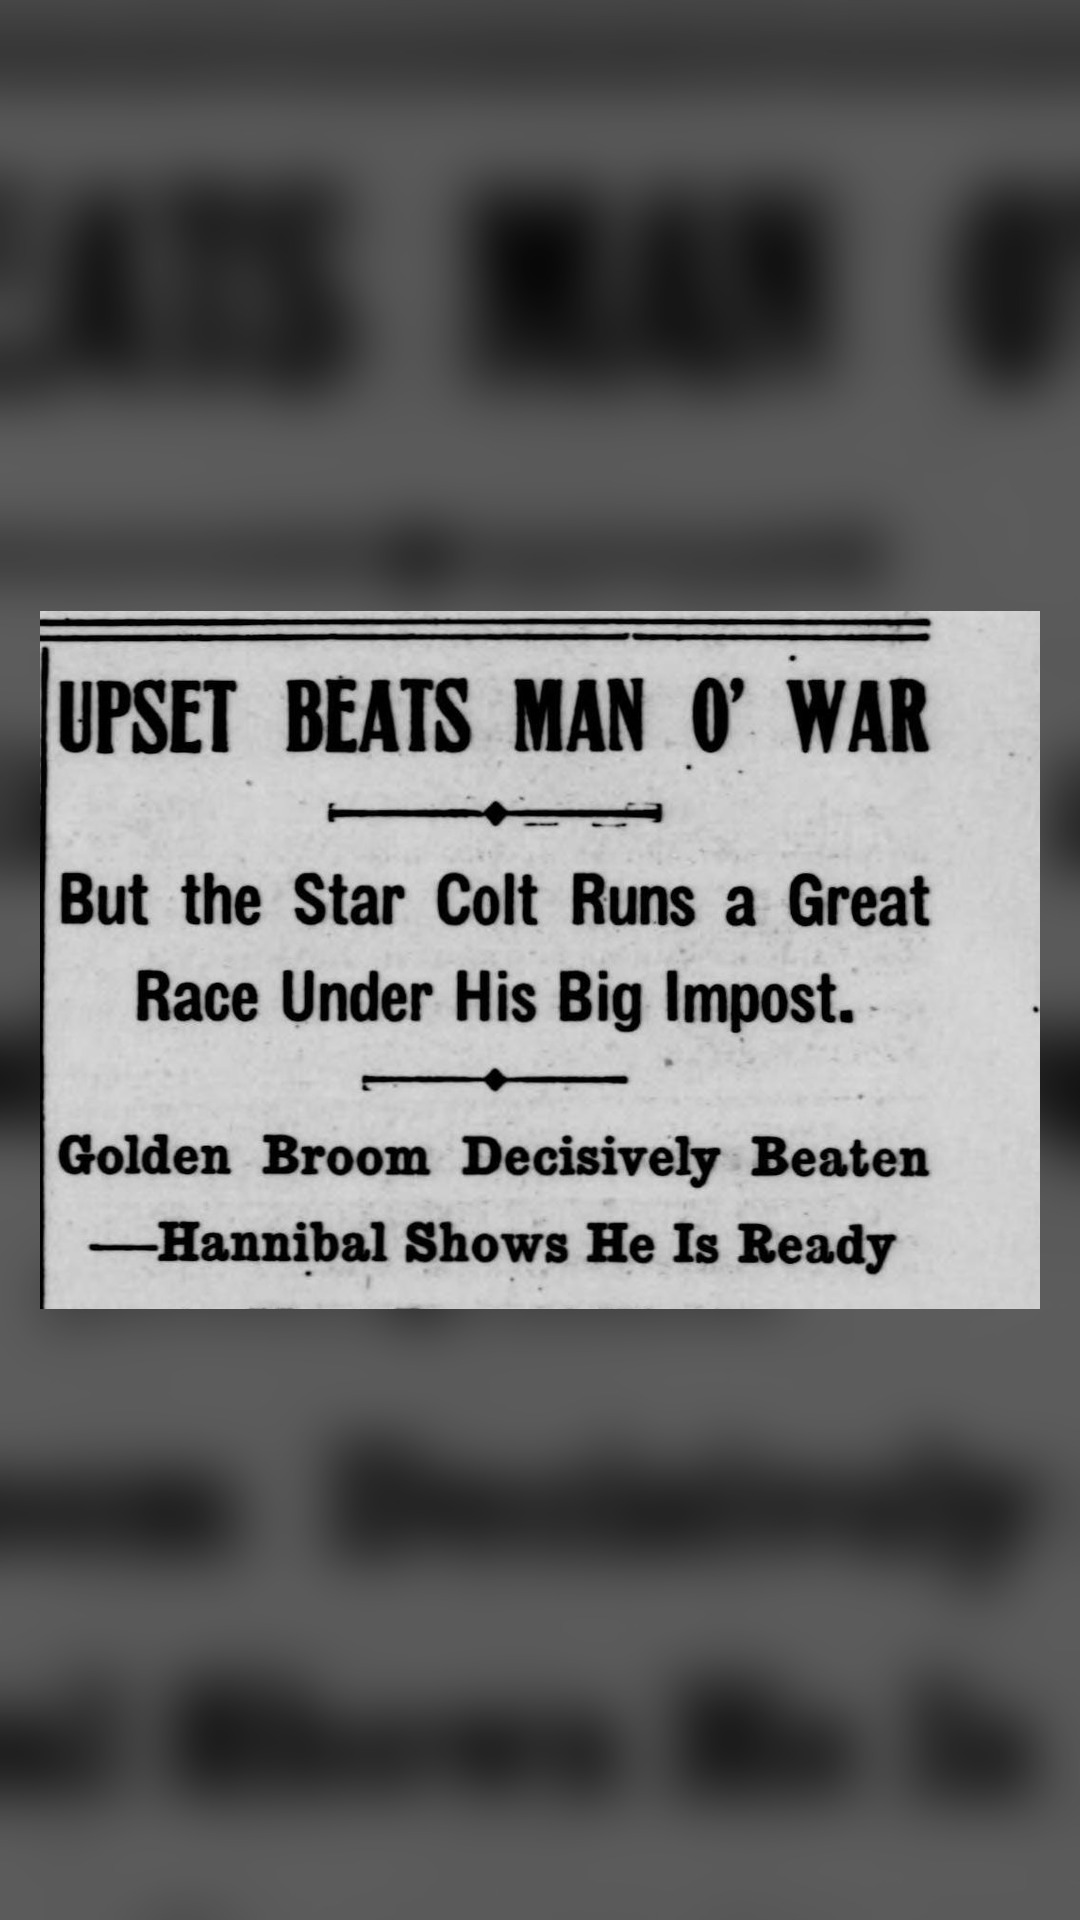 UPSET BEATS MAN O' WAR
But the Star Colt Runs a Great
Race Under His Big Impost.
Golden Broom Decisively Beaten
—Hannibal Shows He Is Ready